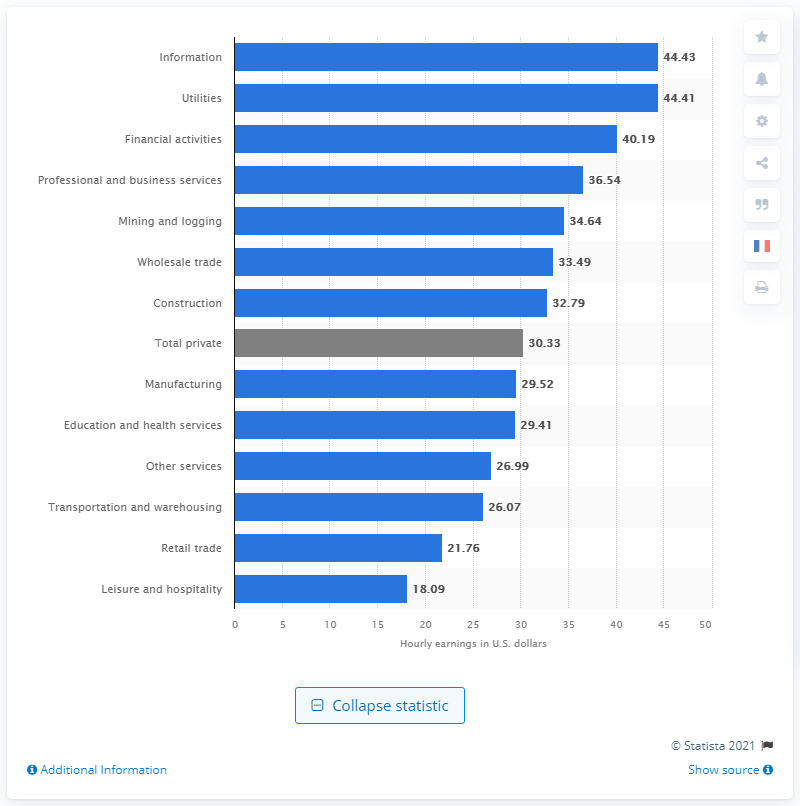 Information 44.43
Utilities 44.41
Financial activities 40.19
Professional and business services 36.54
Mining and logging 34.64
Wholesale trade 33.49
Construction 32.79
Total private 30.33
Manufacturing 29.52
Education and health services 29.41
Other services 26.99
Transportation and warehousing 26.07
Retail trade 21.76
Leisure and hospitality 18.09
0 5 10 15 20 25 30 35 40 45 50
Hourly earnings in U.S. dollars
Collapse statistic
© Statista 2021
Additional Information Show source